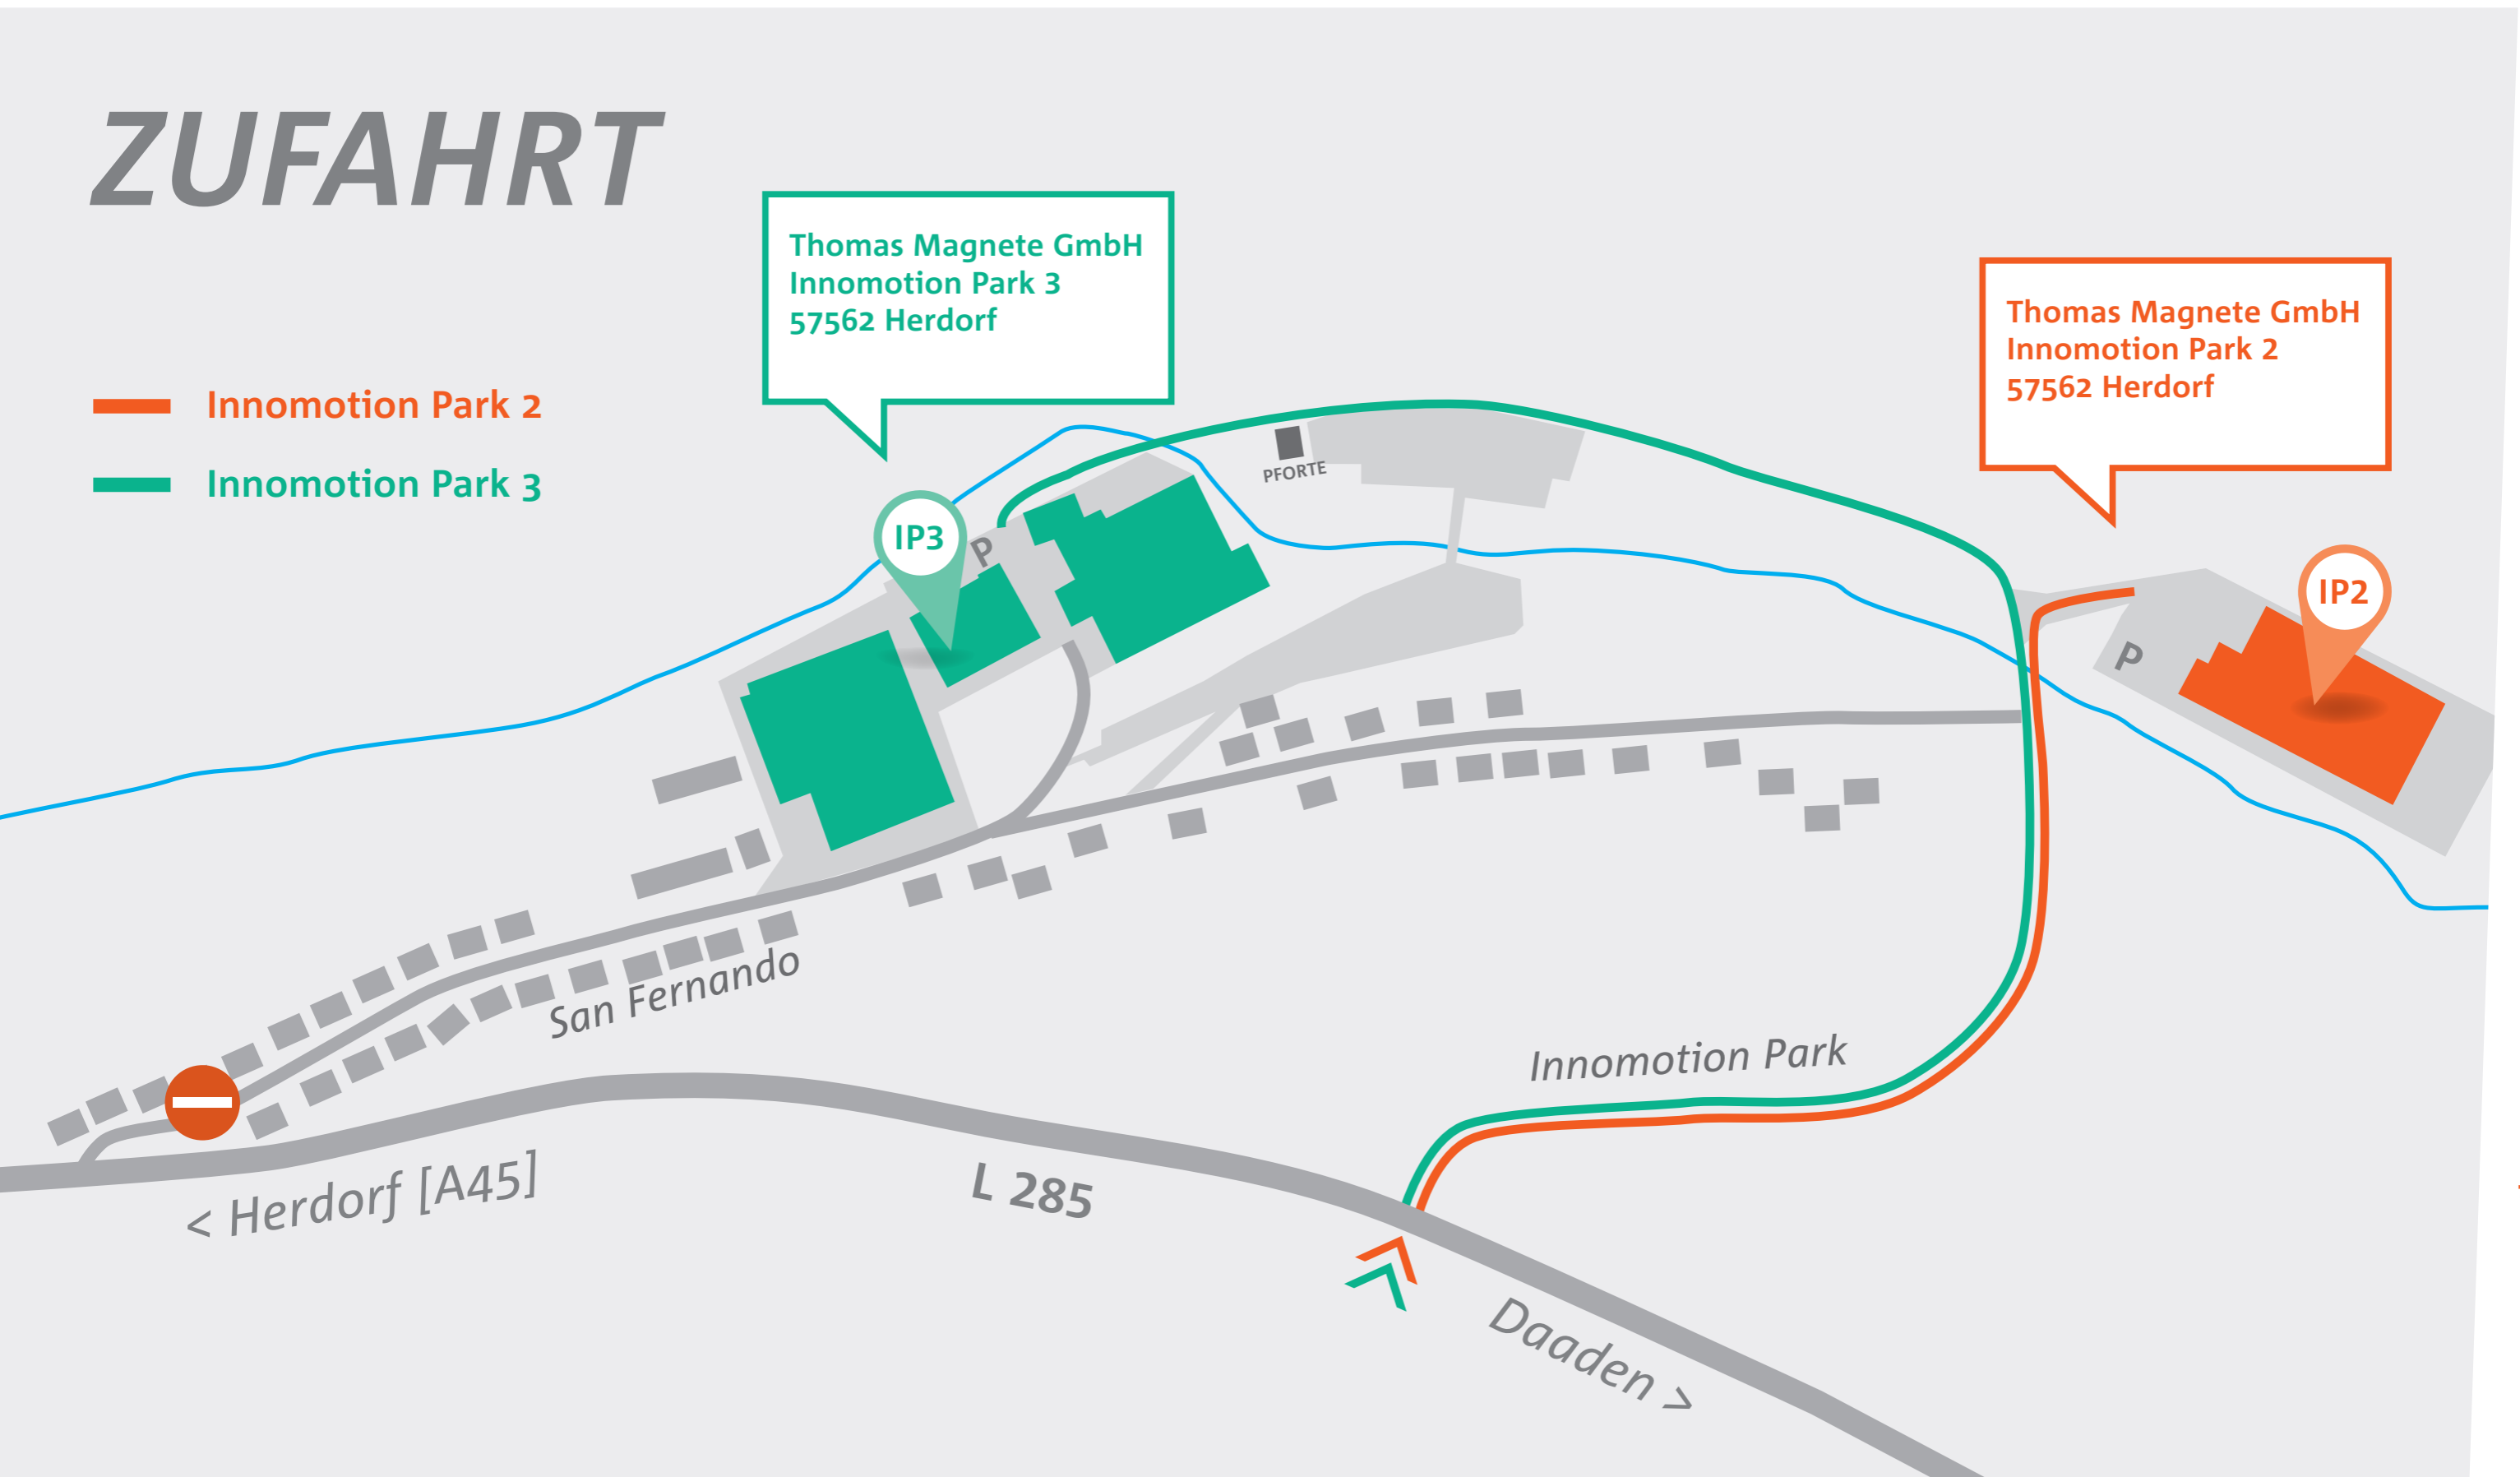 ZUFAHRT
Thomas Magnete GmbH
Innomotion Park 3
57562 Herdorf
Thomas Magnete GmbH
Innomotion Park 2
57562 Herdorf
Innomotion Park 2
Innomotion Park 3
PFORTE
IP3
P
IP2
P
San Fernando
Innomotion Park
< Herdorf [A45]
L 285
Daaden >